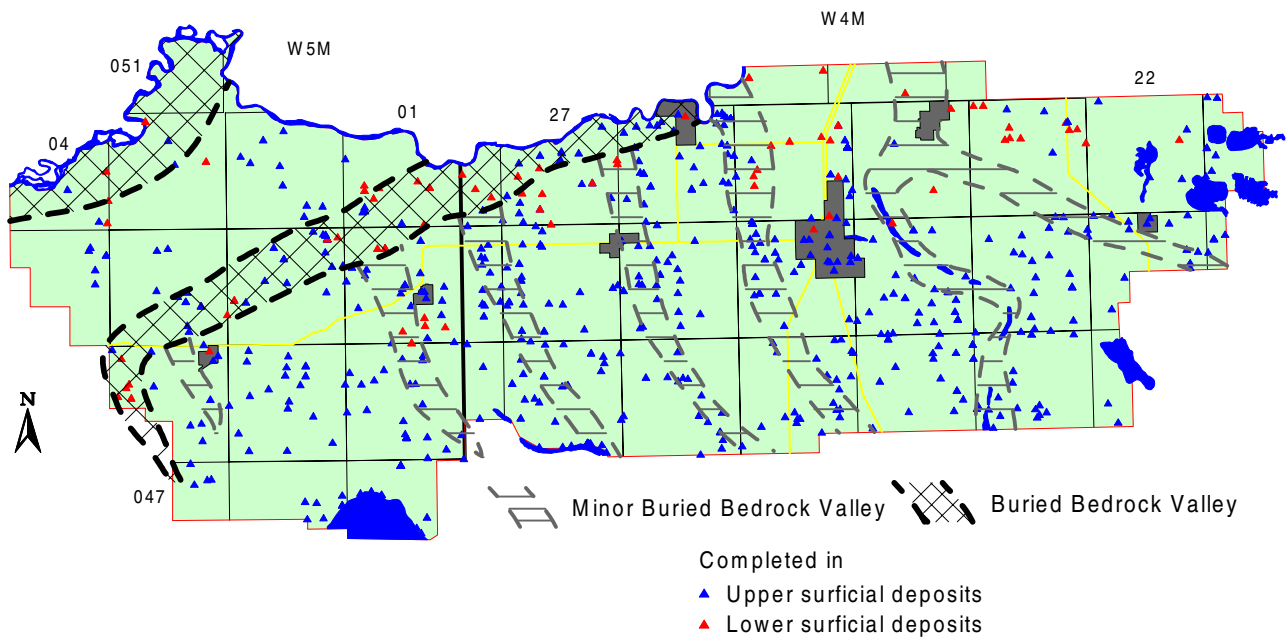 W4M
W5M
051
22
01
27
04
N
047
Minor Buried Bedrock Valley
Buried Bedrock Valley
Completed in
Upper surficial deposits
Lower surficial deposits